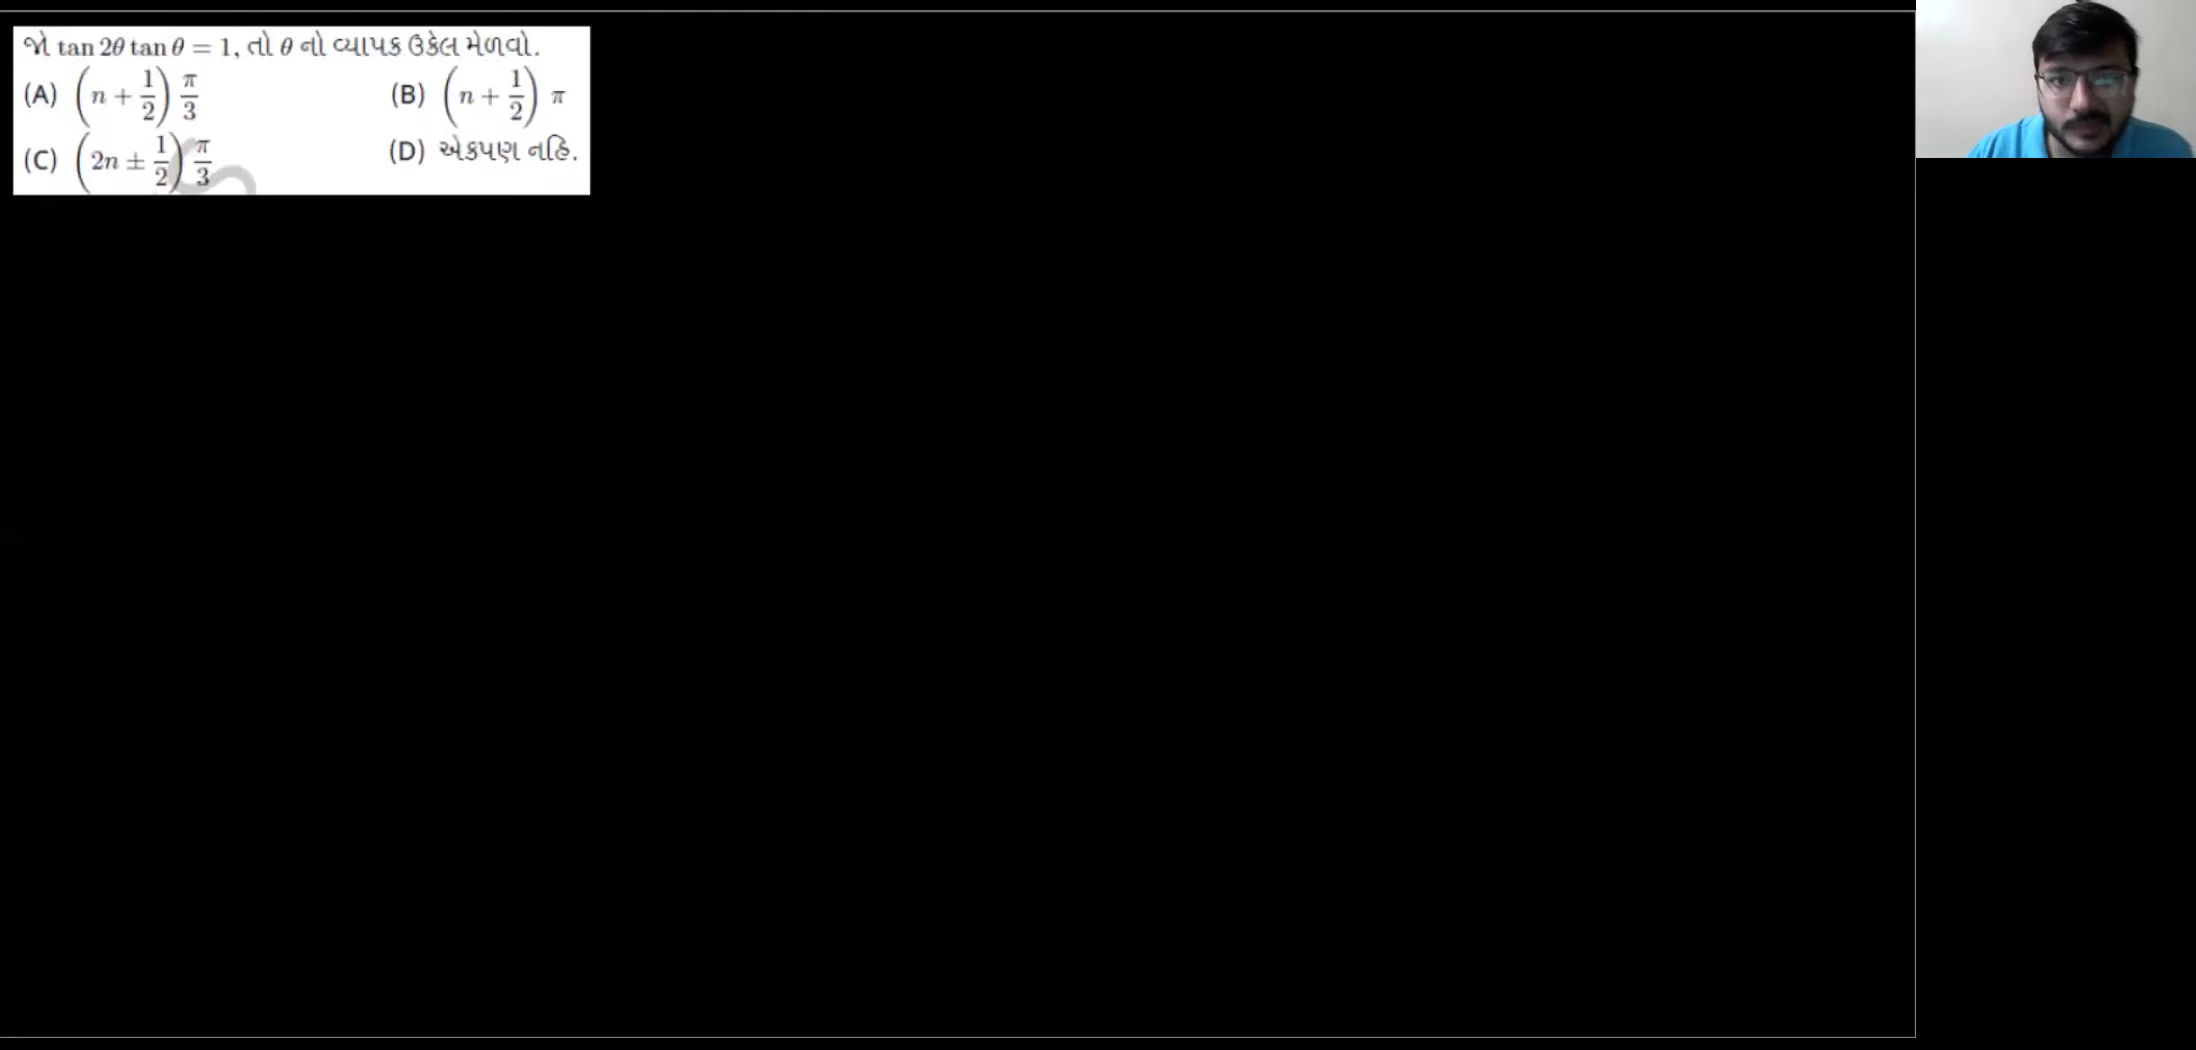 જો tan 2θ tan θ = 1, તો θ નો વ્યાપક ઉકેલ મેળવો.
(A) (n + 1/2) π/3 (B) (n + 1/2) π
(C) (2n ± 1/2) π/3 (D) એકપણ નહિ.